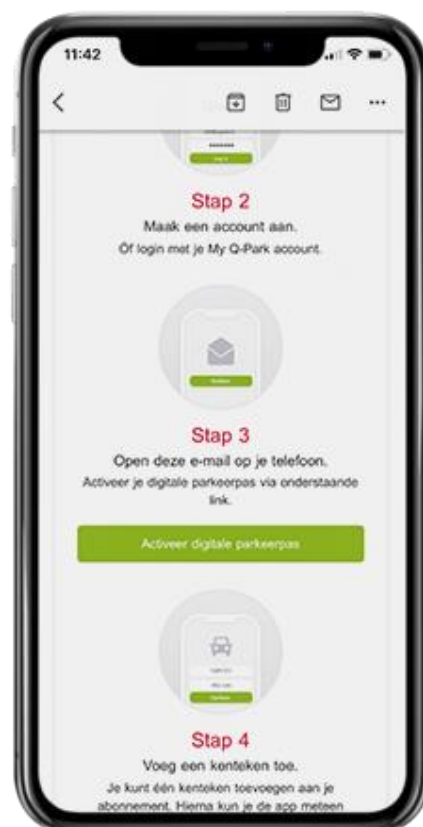 11:42
Stap 2
Maak een account aan.
Of login met je My Q-Park account.
Stap 3
Open deze e-mail op je telefoon.
Activeer je digitale parkeerpas via onderstaande
link.
Activeer digitale parkeerpas
Stap 4
Voeg een kenteken toe.
Je kunt één kenteken toevoegen aan je
abonnement. Hierna kun je de app meteen